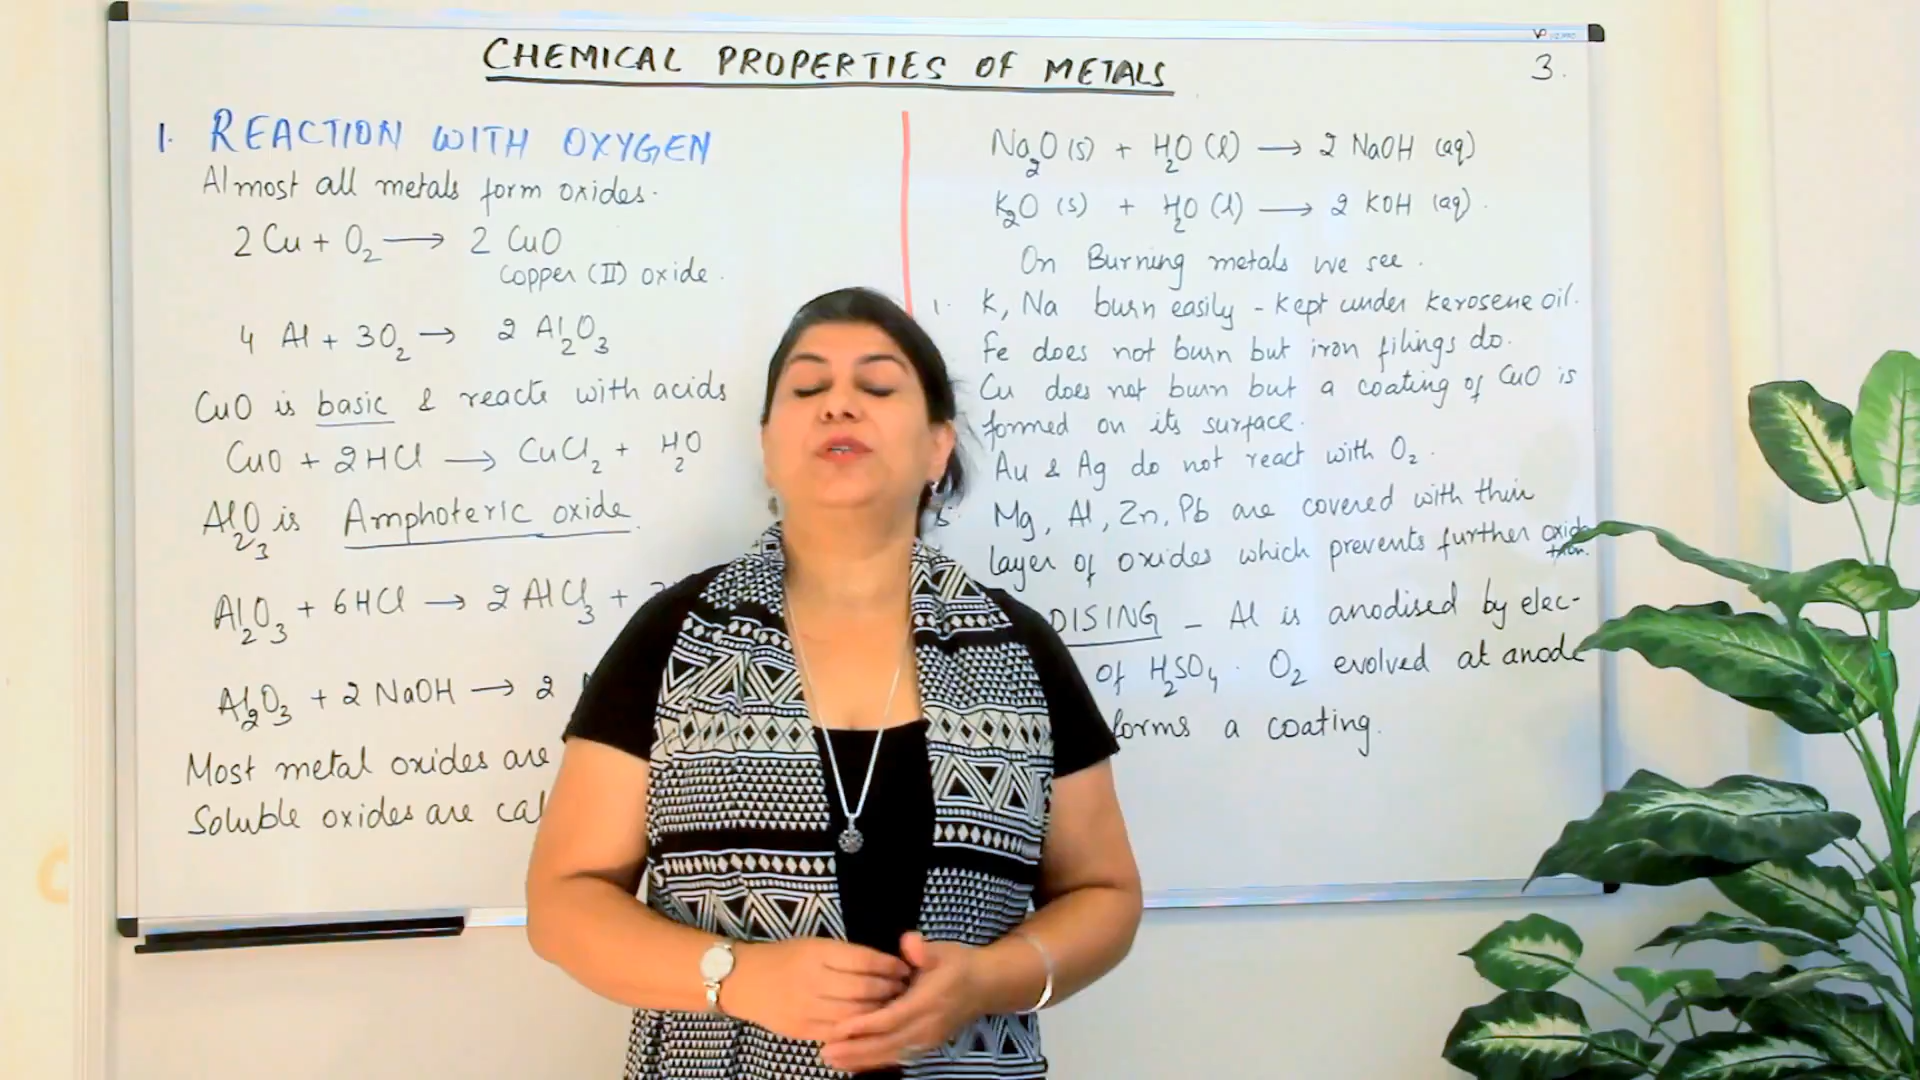 CHEMICAL PROPERTIES OF METALS
3.
1. REACTION WITH OXYGEN
Almost all metals form oxides.
2 Cu + O₂ → 2 CuO
Copper (II) oxide.
4 Al + 3O₂ → 2 Al₂O₃
CuO is basic & reacts with acids
CuO + 2HCl → CuCl₂ + H₂O
Al₂O₃ is Amphoteric oxide.
Al₂O₃ + 6HCl → 2 AlCl₃ +
Al₂O₃ + 2 NaOH → 2
Most metal oxides are
Soluble oxides are
Na₂O (s) + H₂O (l) → 2 NaOH (aq)
K₂O (s) + H₂O (l) → 2 KOH (aq).
On Burning metals we see.
1. K, Na burn easily - kept under kerosene oil.
Fe does not burn but iron filings do.
Cu does not burn but a coating of CuO is
formed on its surface.
Au & Ag do not react with O₂.
5. Mg, Al, Zn, Pb are covered with thin
layer of oxides which prevents further oxida
tion.
DISING - Al is anodised by elec-
of H₂SO₄. O₂ evolved at anode
forms a coating.